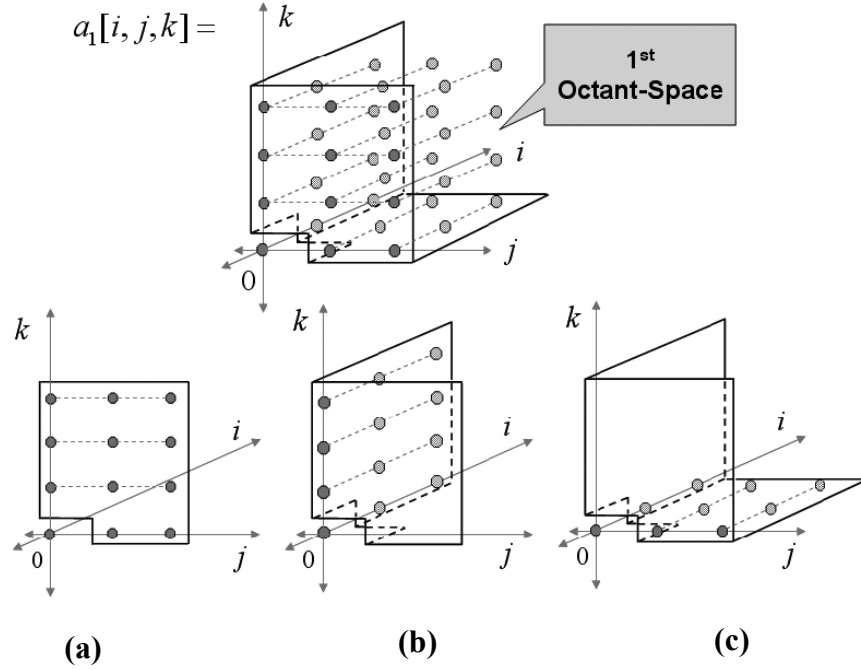 a₁[i, j, k] =
k
1st
Octant-Space
i
j
0
k
i
j
0
k
i
j
0
k
i
j
0
(a)
(b)
(c)